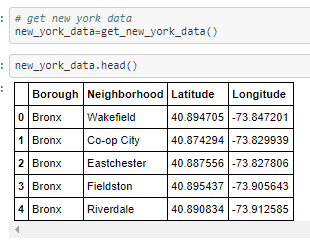 # get new york data
new_york_data=get_new_york_data()
new_york_data.head()
Borough Neighborhood Latitude Longitude
0 Bronx Wakefield 40.894705 -73.847201
1 Bronx Co-op City 40.874294 -73.829939
2 Bronx Eastchester 40.887556 -73.827806
3 Bronx Fieldston 40.895437 -73.905643
4 Bronx Riverdale 40.890834 -73.912585